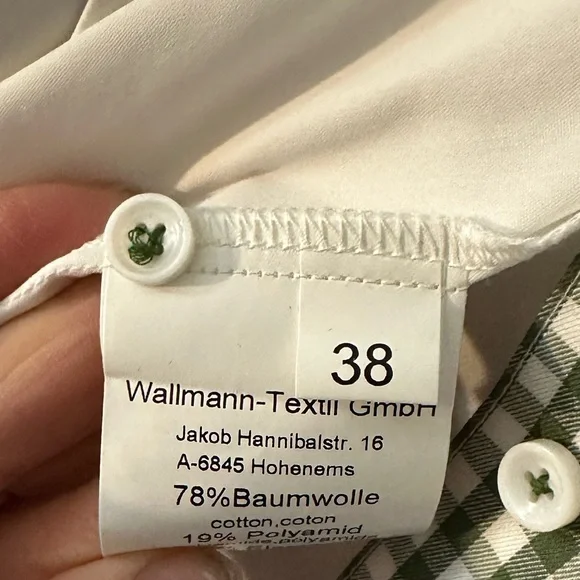 38
Wallmann-Textil GmbH
Jakob Hannibalstr. 16
A-6845 Hohenems
78%Baumwolle
cotton,coton
19% Polyamid